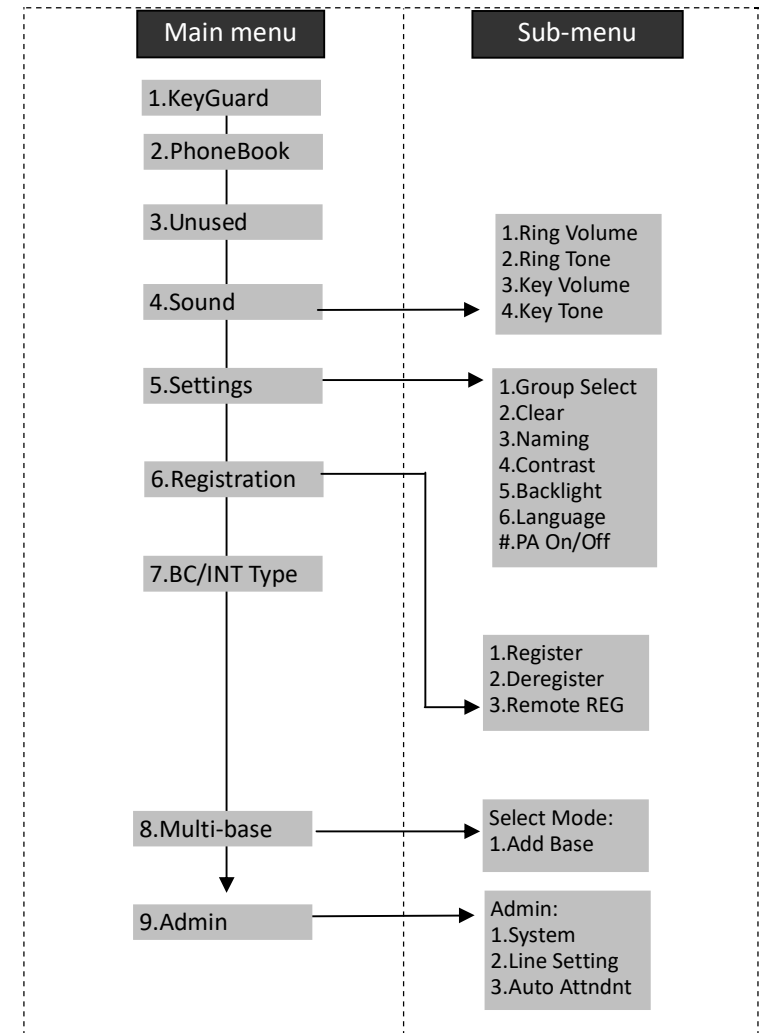 Main menu
Sub-menu
1.KeyGuard
2.PhoneBook
3.Unused
4.Sound
1.Ring Volume
2.Ring Tone
3.Key Volume
4.Key Tone
5.Settings
1.Group Select
2.Clear
3.Naming
4.Contrast
5.Backlight
6.Language
#.PA On/Off
6.Registration
1.Register
2.Deregister
3.Remote REG
7.BC/INT Type
8.Multi-base
Select Mode:
1.Add Base
9.Admin
Admin:
1.System
2.Line Setting
3.Auto Attndnt